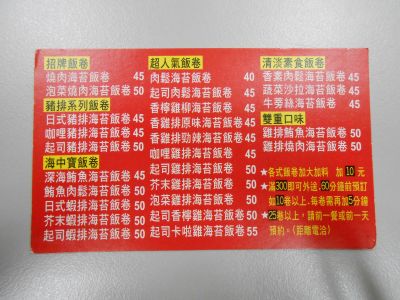 招牌飯卷
燒肉海苔飯卷 45
泡菜燒肉海苔飯卷 50
豬排系列飯卷
日式豬排海苔飯卷 45
咖哩豬排海苔飯卷 45
起司豬排海苔飯卷 50
海中寶飯卷
深海鮪魚海苔飯卷 45
鮪魚肉鬆海苔飯卷 50
日式蝦排海苔飯卷 50
芥末蝦排海苔飯卷 50
起司蝦排海苔飯卷 50
超人氣飯卷
肉鬆海苔飯卷 40
起司肉鬆海苔飯卷 45
香檸雞柳海苔飯卷 45
香雞排原味海苔飯卷 45
香雞排勁辣海苔飯卷 45
咖哩雞排海苔飯卷 45
起司雞排海苔飯卷 50
芥末雞排海苔飯卷 50
泡菜雞排海苔飯卷 50
起司香檸雞海苔飯卷 50
起司卡啦雞海苔飯卷 55
清淡素食飯卷
香素肉鬆海苔飯卷 45
蔬菜沙拉海苔飯卷 45
牛蒡絲海苔飯卷 45
雙重口味
雞排鮪魚海苔飯卷 50
雞排燒肉海苔飯卷 50
★各式飯卷加大加料 加10元
★滿300即可外送,60分鐘前預訂
如10卷以上,每卷需再加5分鐘
★25卷以上,請前一餐或前一天
預約。(距離電洽)